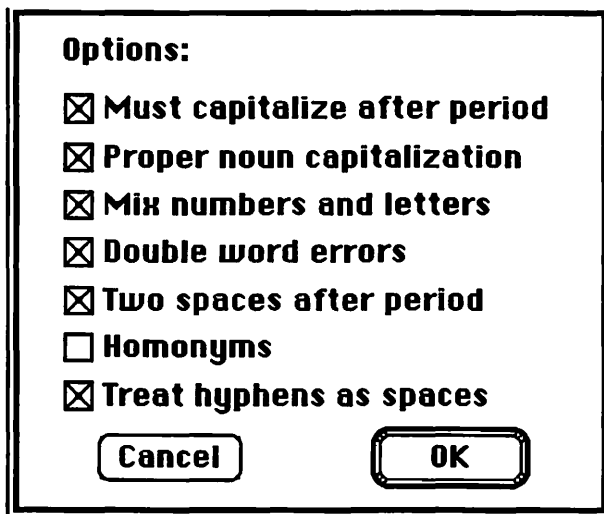 Options:
Must capitalize after period
Proper noun capitalization
Mix numbers and letters
Double word errors
Two spaces after period
Homonyms
Treat hyphens as spaces
Cancel OK